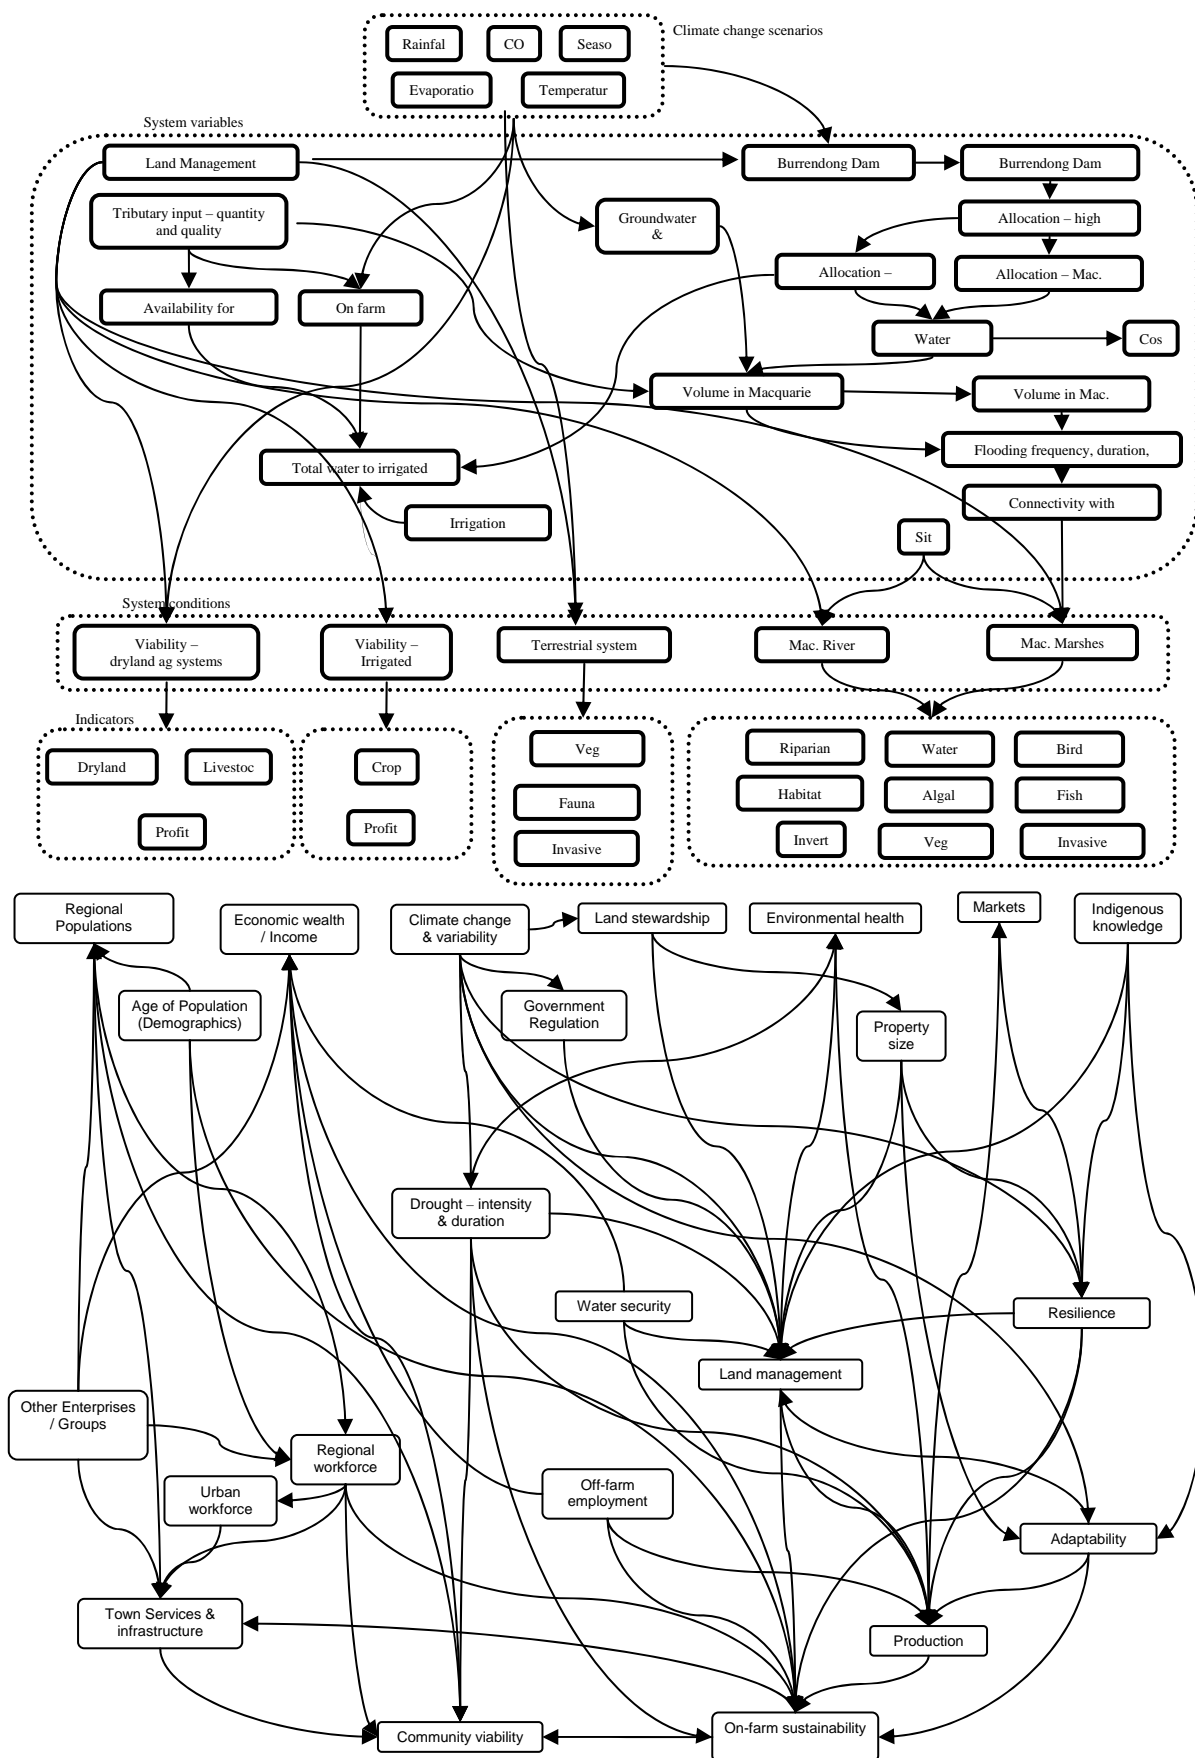 Climate change scenarios
Rainfal
CO
Seaso
Evaporatio
Temperatur
System variables
Land Management
Burrendong Dam
Burrendong Dam
Tributary input – quantity
and quality
Groundwater
&
Allocation – high
Allocation –
Allocation – Mac.
Availability for
On farm
Water
Cos
Volume in Macquarie
Volume in Mac.
Flooding frequency, duration,
Total water to irrigated
Connectivity with
Irrigation
Sit
System conditions
Viability –
dryland ag systems
Viability –
Irrigated
Terrestrial system
Mac. River
Mac. Marshes
Indicators
Dryland
Livestoc
Profit
Crop
Profit
Veg
Fauna
Invasive
Riparian
Water
Bird
Habitat
Algal
Fish
Invert
Veg
Invasive
Regional
Populations
Economic wealth
/ Income
Climate change
& variability
Land stewardship
Environmental health
Markets
Indigenous
knowledge
Age of Population
(Demographics)
Government
Regulation
Property
size
Drought – intensity
& duration
Water security
Resilience
Land management
Other Enterprises
/ Groups
Regional
workforce
Urban
workforce
Off-farm
employment
Adaptability
Town Services &
infrastructure
Production
Community viability
On-farm sustainability